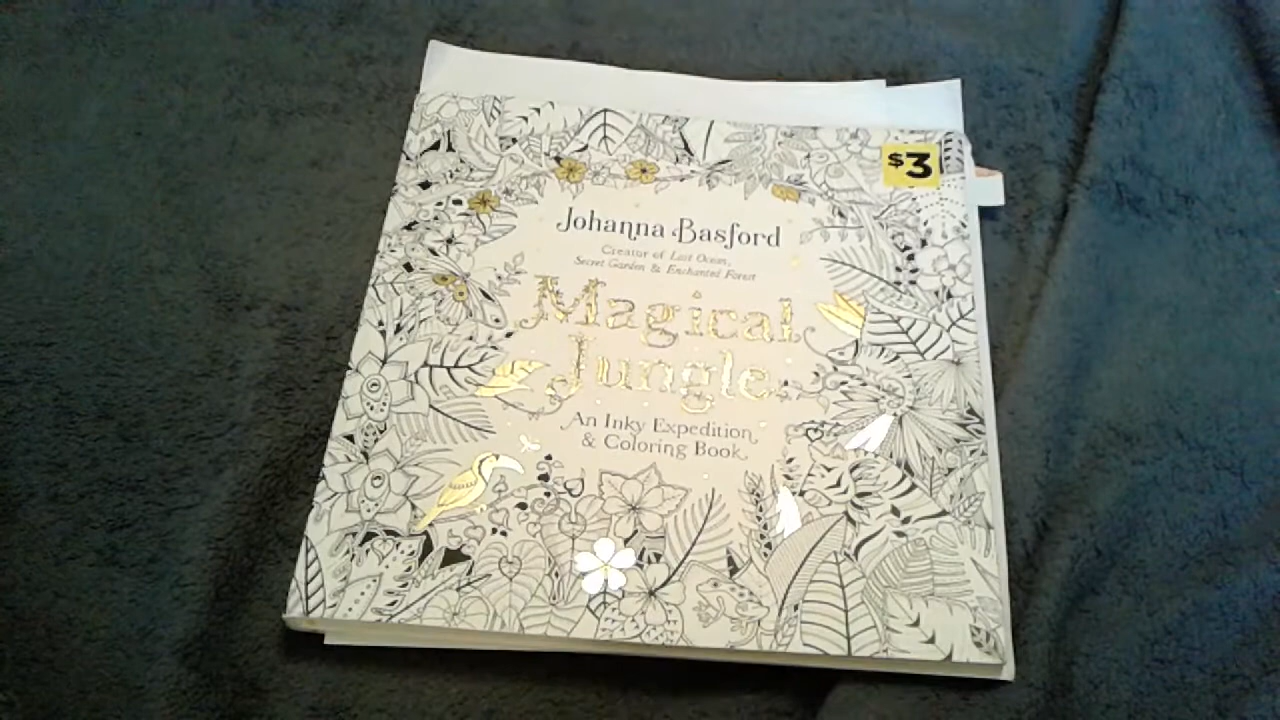 $3
Johanna Basford
Creator of Lost Ocean,
Secret Garden & Enchanted Forest
Magical
Jungle
An Inky Expedition
& Coloring Book